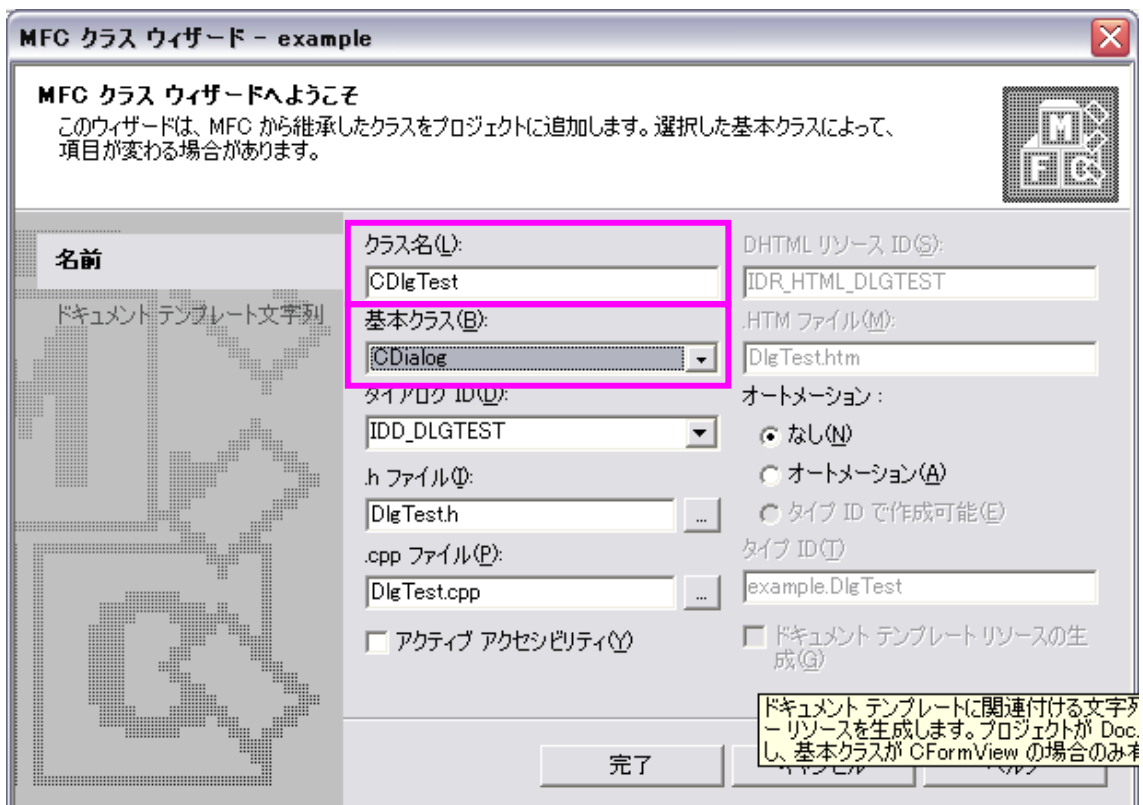 MFC クラス ウィザード - example
MFC クラス ウィザードへようこそ
このウィザードは、MFC から継承したクラスをプロジェクトに追加します。選択した基本クラスによって、
項目が変わる場合があります。
MFC
名前
ドキュメント テンプレート文字列
クラス名(L):
CDlgTest
基本クラス(B):
CDialog
ダイアログ ID(D):
IDD_DLGTEST
.h ファイル(I):
DlgTest.h
...
.cpp ファイル(P):
DlgTest.cpp
...
アクティブ アクセシビリティ(Y)
DHTML リソース ID(S):
IDR_HTML_DLGTEST
.HTM ファイル(M):
DlgTest.htm
オートメーション :
なし(N)
オートメーション(A)
タイプ ID で作成可能(E)
タイプ ID(T)
example.DlgTest
ドキュメント テンプレート リソースの生
成(G)
ドキュメント テンプレートに関連付ける文字列
ー リソースを生成します。プロジェクトが Doc.
し、基本クラスが CFormView の場合のみ有
完了
キャンセル
ヘルプ